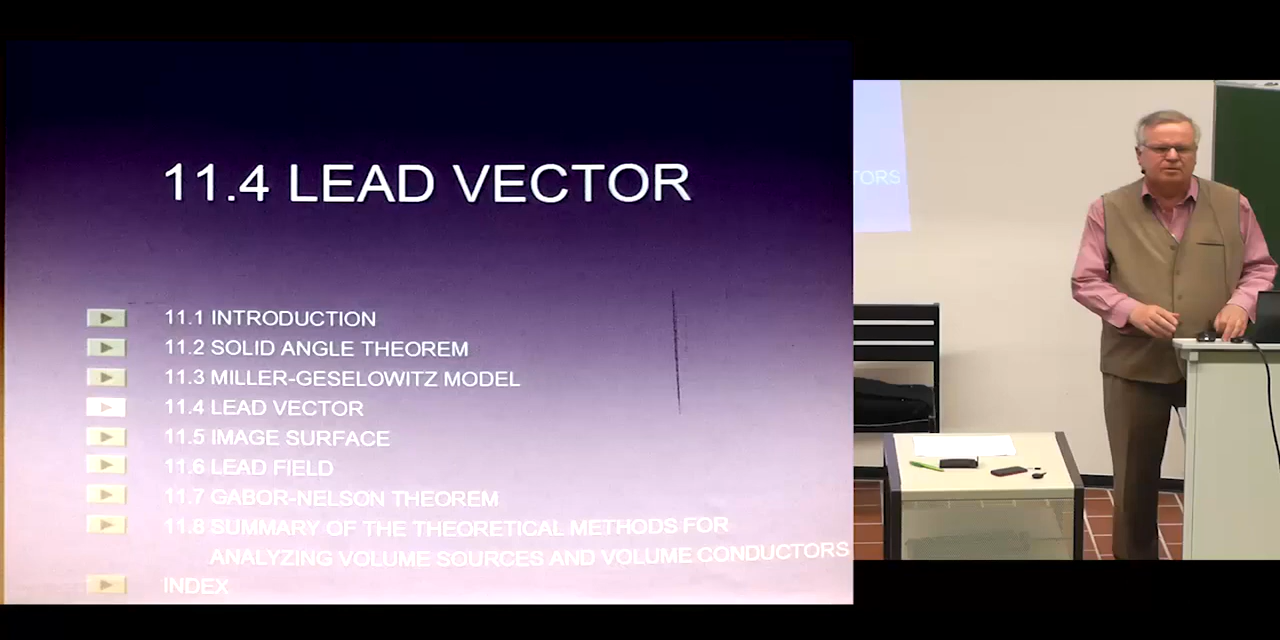 11.4 LEAD VECTOR
11.1 INTRODUCTION
11.2 SOLID ANGLE THEOREM
11.3 MILLER-GESELOWITZ MODEL
11.4 LEAD VECTOR
11.5 IMAGE SURFACE
11.6 LEAD FIELD
11.7 GABOR-NELSON THEOREM
11.8 SUMMARY OF THE THEORETICAL METHODS FOR
ANALYZING VOLUME SOURCES AND VOLUME CONDUCTORS
INDEX
TORS